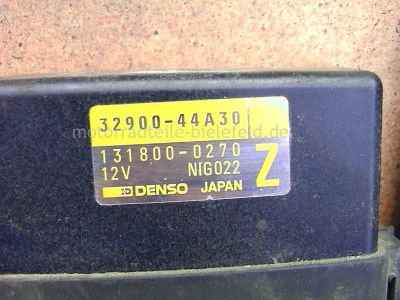 32900-44A30
motorradteile-bielefeld.de
131800-0270
12V NIG022 Z
DENSO JAPAN